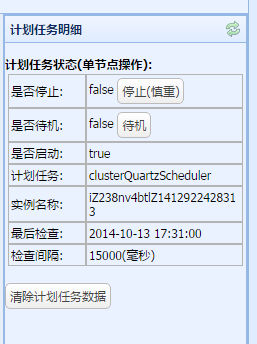 计划任务明细
计划任务状态(单节点操作):
是否停止: false 停止(慎重)
是否待机: false 待机
是否启动: true
计划任务: clusterQuartzScheduler
实例名称: iZ238nv4btlZ141292242831
3
最后检查: 2014-10-13 17:31:00
检查间隔: 15000(毫秒)
清除计划任务数据